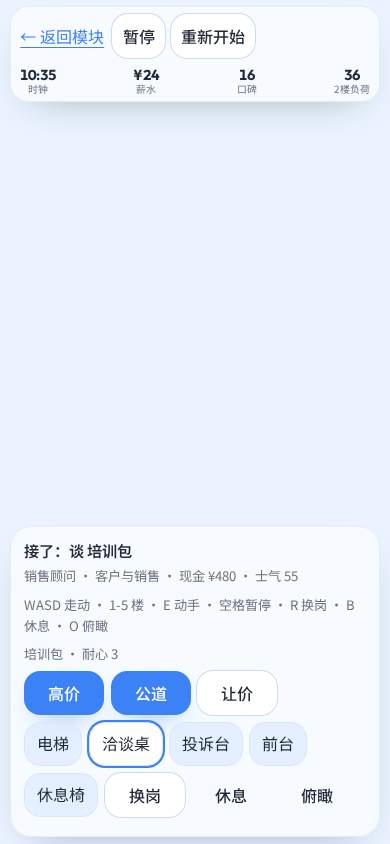 ← 返回模块 暂停 重新开始
10:35 ¥24 16 36
时钟 薪水 口碑 2楼负荷
接了：谈 培训包
销售顾问 · 客户与销售 · 现金 ¥480 · 士气 55
WASD 走动 · 1-5 楼 · E 动手 · 空格暂停 · R 换岗 · B
休息 · O 俯瞰
培训包 · 耐心 3
高价 公道 让价
电梯 洽谈桌 投诉台 前台
休息椅 换岗 休息 俯瞰